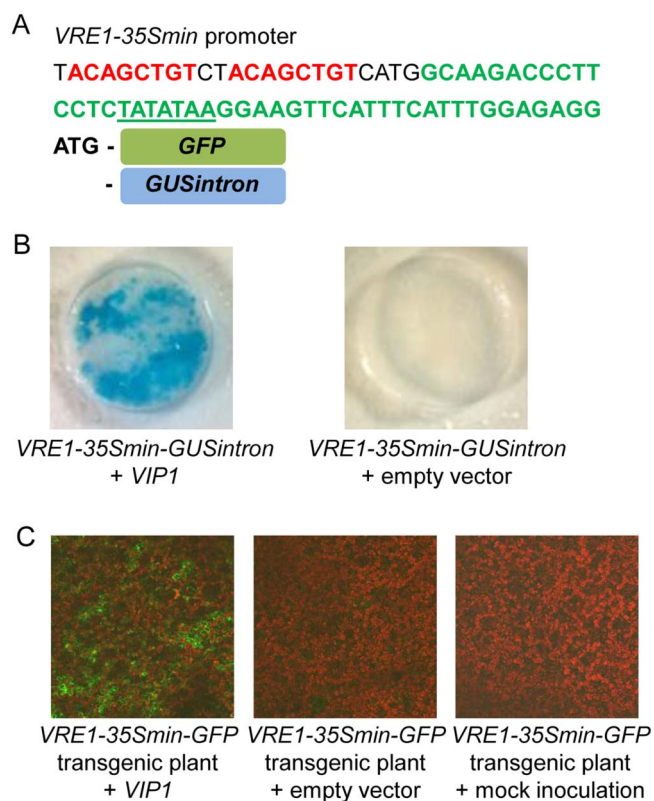 A
VRE1-35Smin promoter
TACAGCTGTCTACAGCTGTCATGGCAAGACCCTT
CCTCTATATAAGGAAGTTCATTTCATTTGGAGAGG
ATG - GFP
- GUSintron
B
VRE1-35Smin-GUSintron
+ VIP1
VRE1-35Smin-GUSintron
+ empty vector
C
VRE1-35Smin-GFP
transgenic plant
+ VIP1
VRE1-35Smin-GFP
transgenic plant
+ empty vector
VRE1-35Smin-GFP
transgenic plant
+ mock inoculation